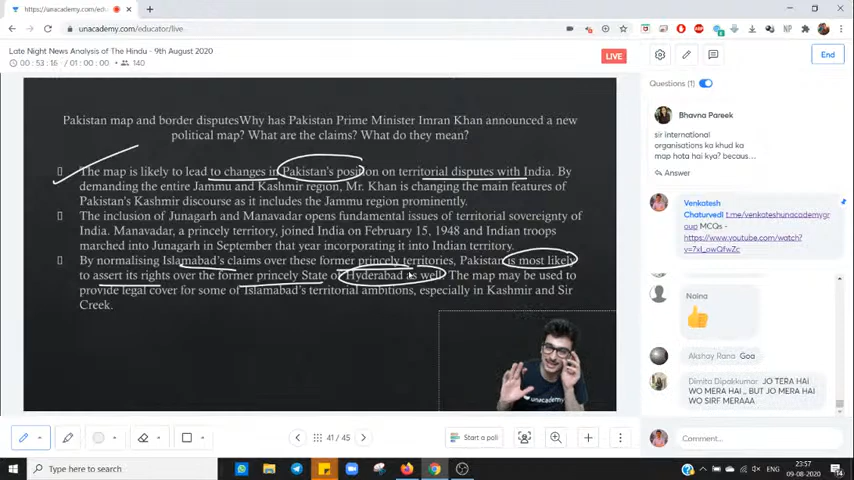 https://unacademy.com/edu
unacademy.com/educator/live
Late Night News Analysis of The Hindu - 9th August 2020
00 : 53 : 16 / 01 : 00 : 00 • 140
LIVE
End
Pakistan map and border disputesWhy has Pakistan Prime Minister Imran Khan announced a new
political map? What are the claims? What do they mean?
The map is likely to lead to changes in Pakistan's position on territorial disputes with India. By
demanding the entire Jammu and Kashmir region, Mr. Khan is changing the main features of
Pakistan's Kashmir discourse as it includes the Jammu region prominently.
The inclusion of Junagarh and Manavadar opens fundamental issues of territorial sovereignty of
India. Manavadar, a princely territory, joined India on February 15, 1948 and Indian troops
marched into Junagarh in September that year incorporating it into Indian territory.
By normalising Islamabad's claims over these former princely territories, Pakistan is most likely
to assert its rights over the former princely State of Hyderabad as well. The map may be used to
provide legal cover for some of Islamabad's territorial ambitions, especially in Kashmir and Sir
Creek.
unacademy
Questions (1)
Bhavna Pareek
sir international
organisations ka khud ka
map hota hai kya? becaus...
Answer
Venkatesh
Chaturvedi t.me/venkateshunacademygr
oup MCQs -
https://www.youtube.com/watch?
v=7xI_owQfwZc
Naina
Akshay Rana Goa
Dimita Dipakkumar JO TERA HAI
WO MERA HAI ,, BUT JO MERA HAI
WO SIRF MERAAA
41 / 45
Start a poll
Comment...
Type here to search
ENG
23:57
09-08-2020
14